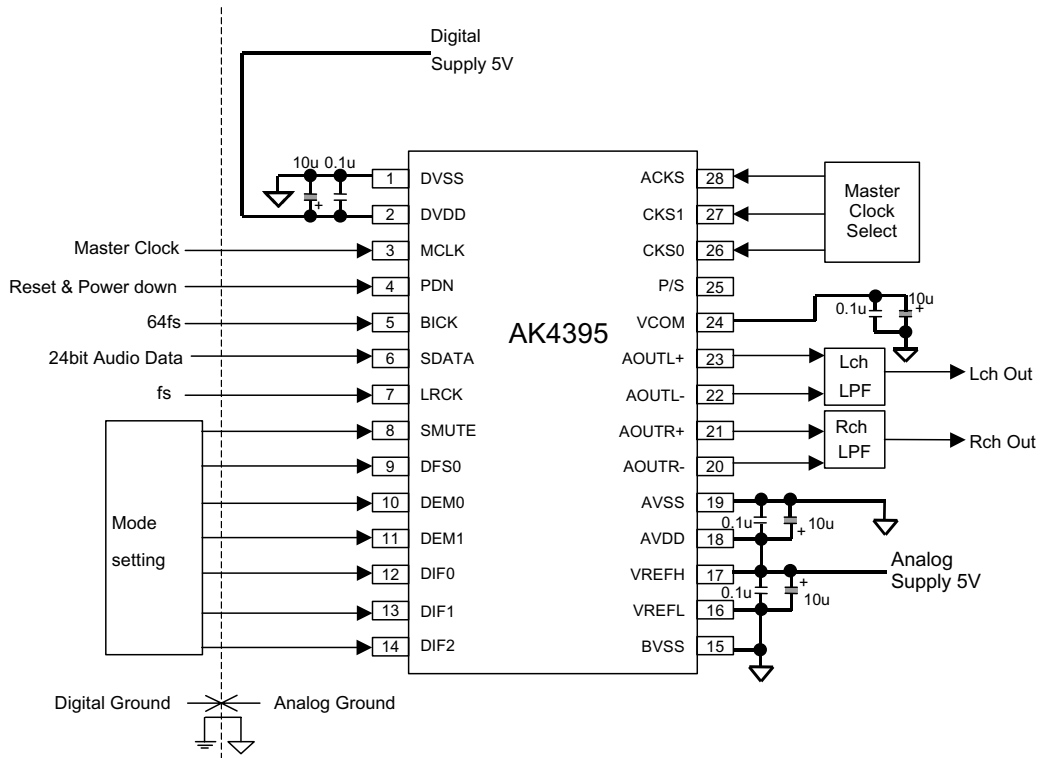 Digital
Supply 5V
10u 0.1u
+
1 DVSS
2 DVDD
Master Clock 3 MCLK
Reset & Power down 4 PDN
64fs 5 BICK
24bit Audio Data 6 SDATA
fs 7 LRCK
8 SMUTE
9 DFS0
10 DEM0
11 DEM1
12 DIF0
13 DIF1
14 DIF2
Mode
setting
AK4395
ACKS 28
CKS1 27
CKS0 26
P/S 25
VCOM 24
AOUTL+ 23
AOUTL- 22
AOUTR+ 21
AOUTR- 20
AVSS 19
AVDD 18
VREFH 17
VREFL 16
BVSS 15
Master
Clock
Select
0.1u 10u
+
Lch
LPF
Lch Out
Rch
LPF
Rch Out
0.1u 10u
+
Analog
Supply 5V
+
0.1u 10u
Digital Ground Analog Ground